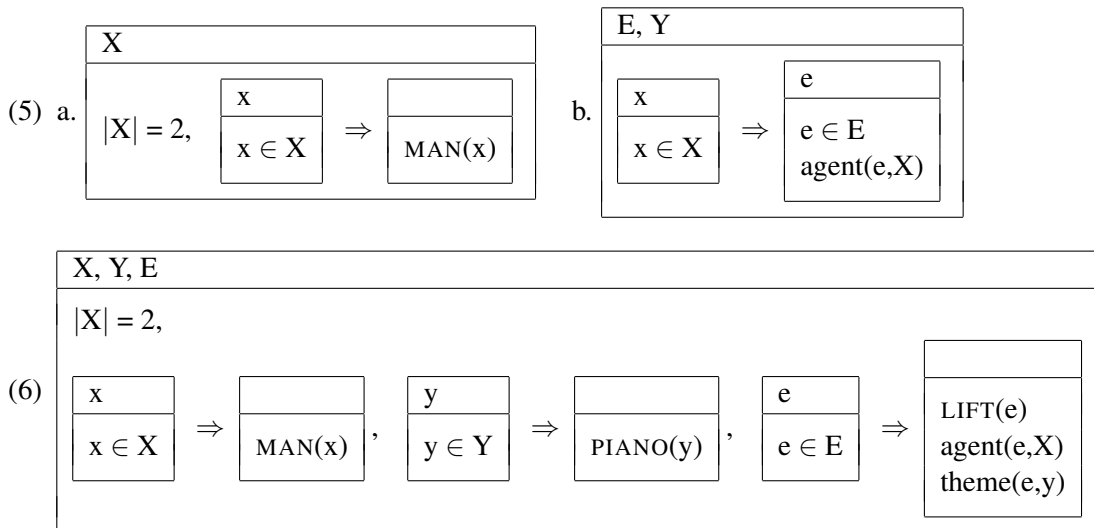 (5) a. X
|X| = 2, x
x ∈ X ⇒ MAN(x)
b. E, Y
x
x ∈ X ⇒ e
e ∈ E
agent(e,X)
(6) X, Y, E
|X| = 2,
x
x ∈ X ⇒ MAN(x) , y
y ∈ Y ⇒ PIANO(y) , e
e ∈ E ⇒ LIFT(e)
agent(e,X)
theme(e,y)